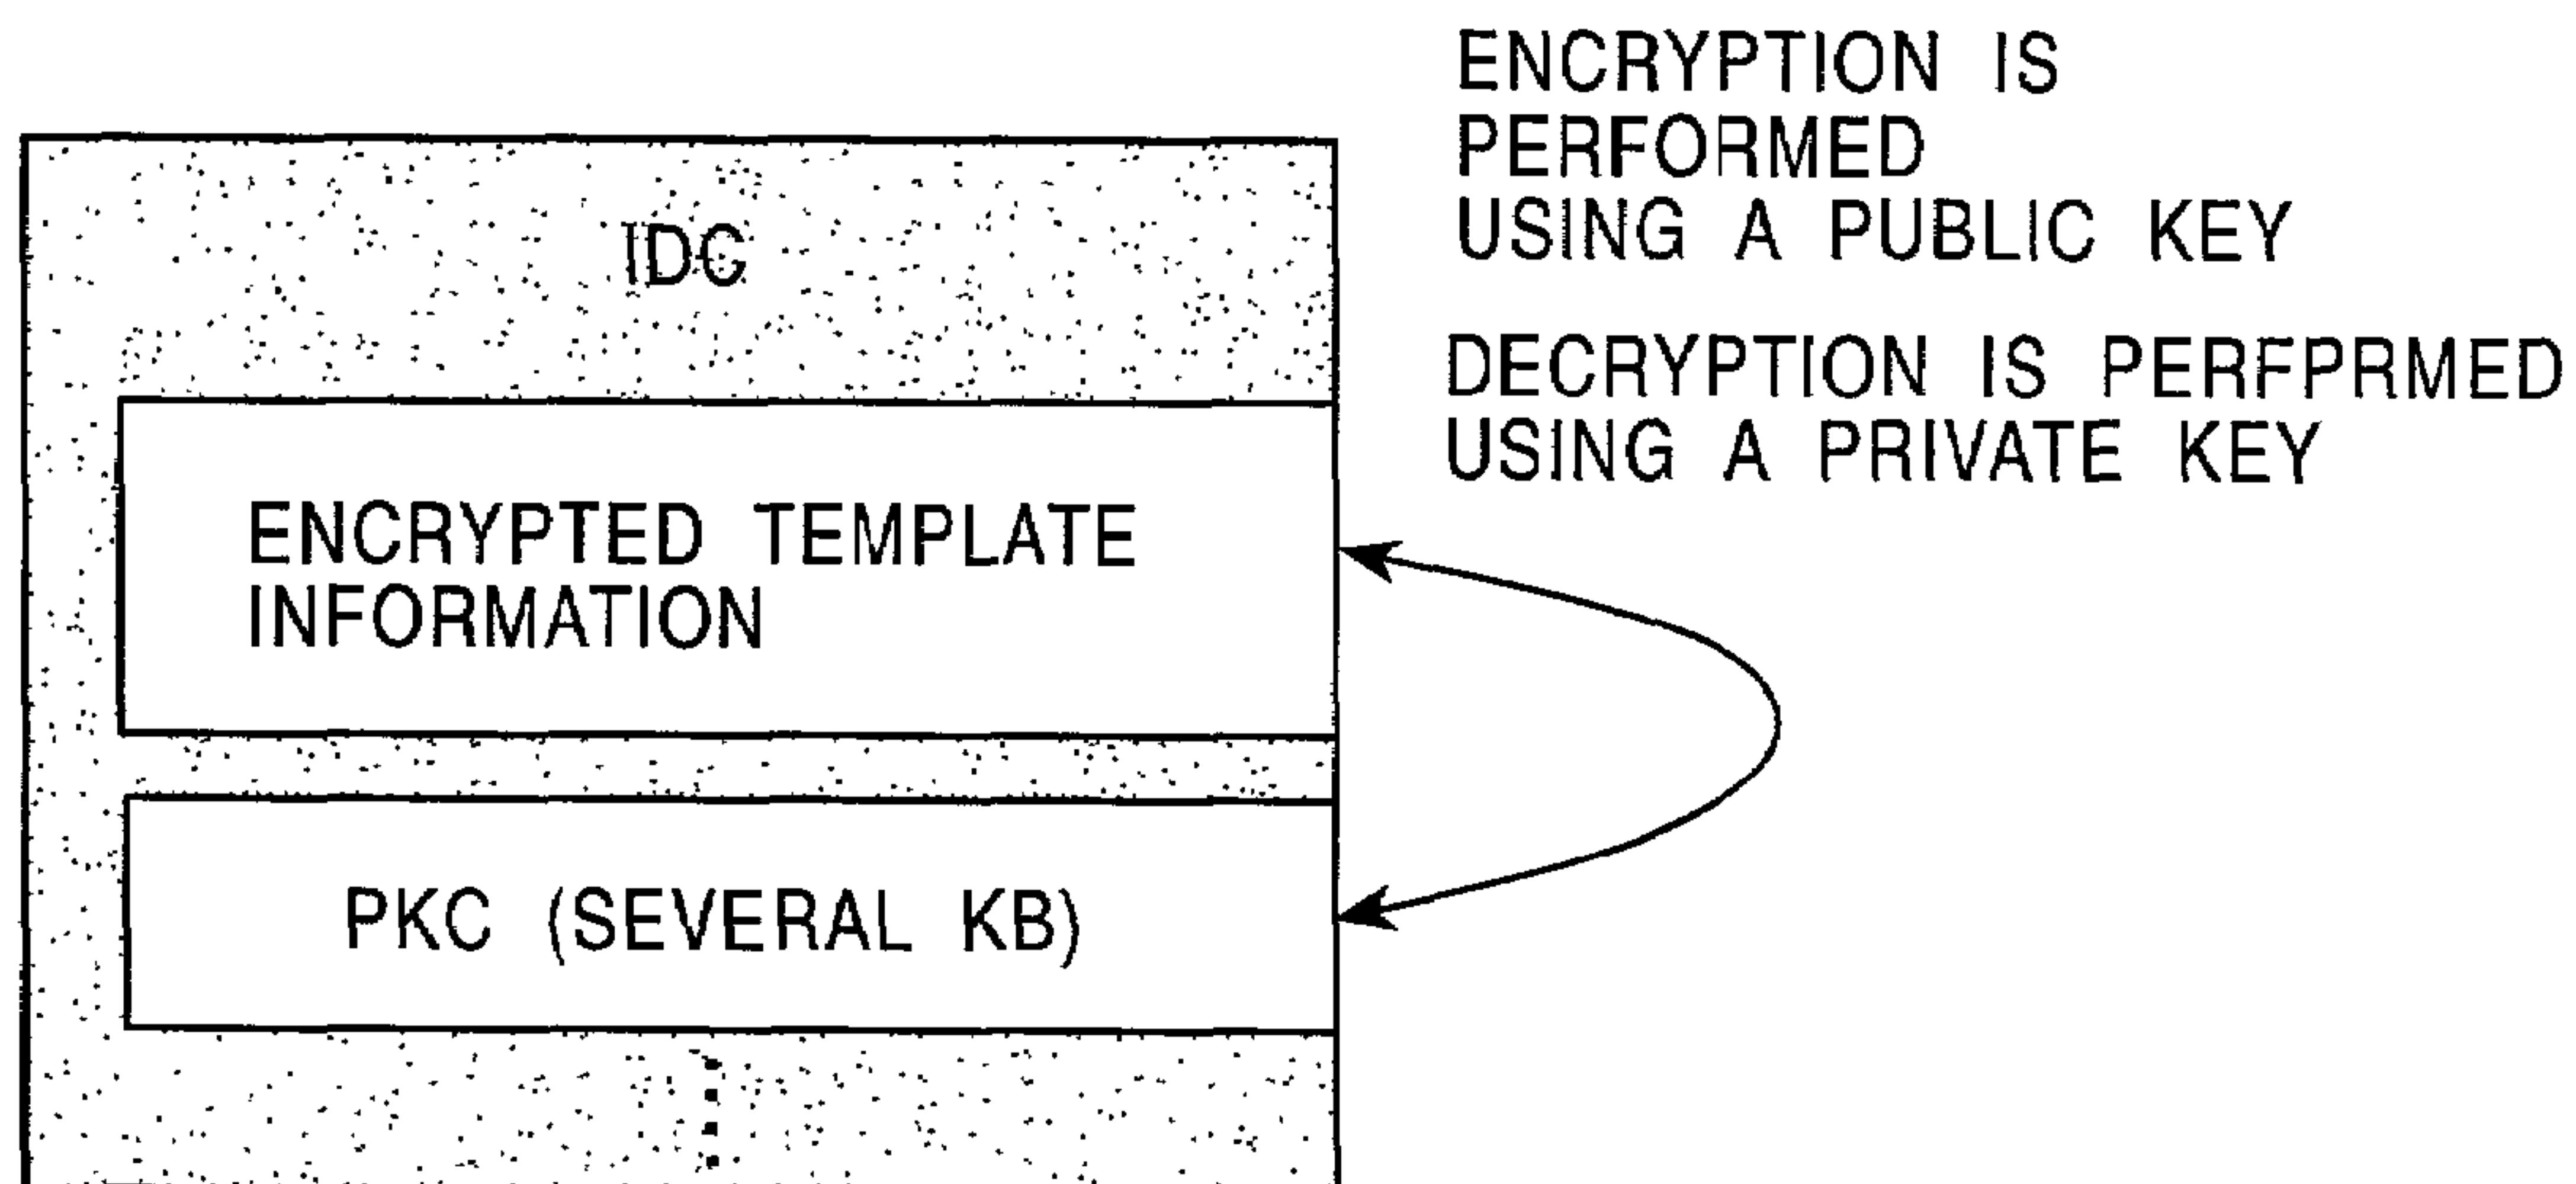 ENCRYPTION IS
PERFORMED
USING A PUBLIC KEY
IDC
DECRYPTION IS PERFPRMED
USING A PRIVATE KEY
ENCRYPTED TEMPLATE
INFORMATION
PKC (SEVERAL KB)